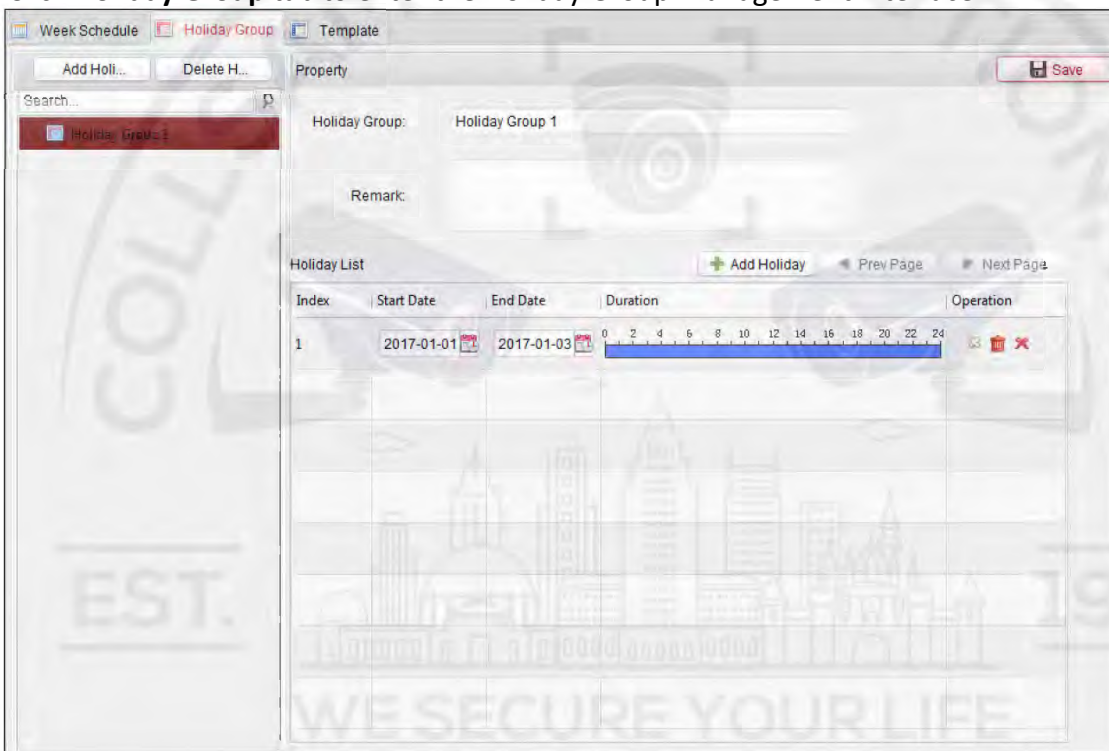 Week Schedule Holiday Group Template
Add Holi... Delete H... Property Save
Search...
Holiday Group: Holiday Group 1
Holiday Group
Remark:
Holiday List Add Holiday Prev Page Next Page
Index Start Date End Date Duration Operation
0 2 4 6 8 10 12 14 16 18 20 22 24
1 2017-01-01 2017-01-03
EST. 19
WE SECURE YOUR LIFE